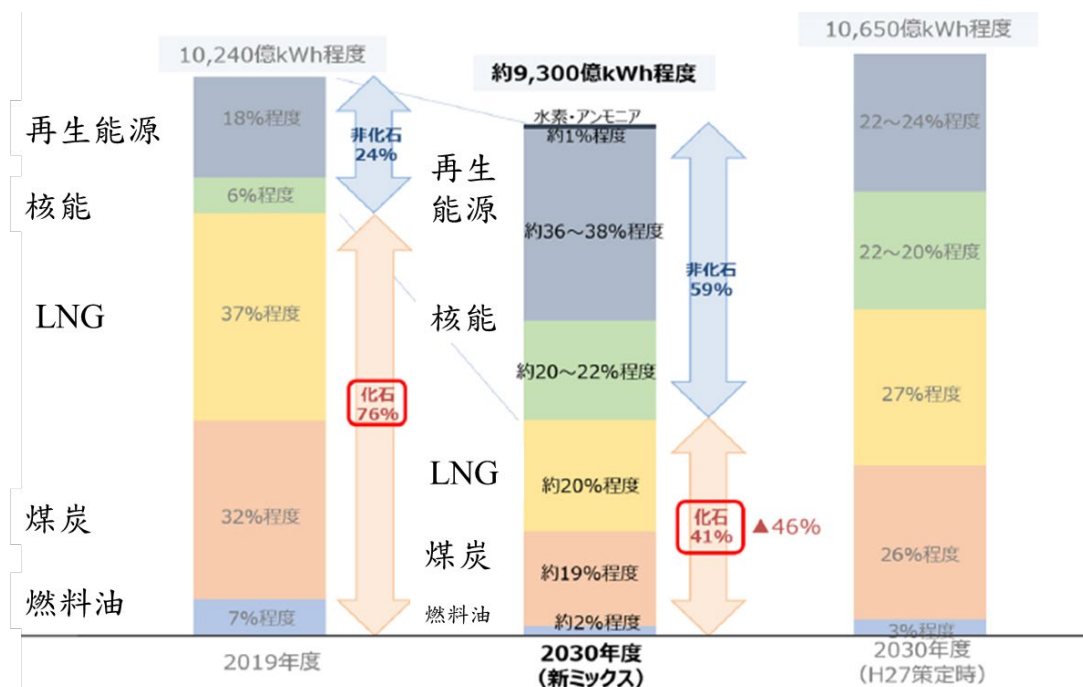 10,240億kWh程度
再生能源
18%程度
非化石
24%
核能
6%程度
LNG
37%程度
化石
76%
煤炭
32%程度
燃料油
7%程度
2019年度
約9,300億kWh程度
水素・アンモニア
約1%程度
再生
能源
約36～38%程度
非化石
59%
核能
約20～22%程度
LNG
約20%程度
化石
41%
▲46%
煤炭
約19%程度
燃料油
約2%程度
2030年度
(新ミックス)
10,650億kWh程度
22～24%程度
22～20%程度
27%程度
26%程度
3%程度
2030年度
(H27策定時)